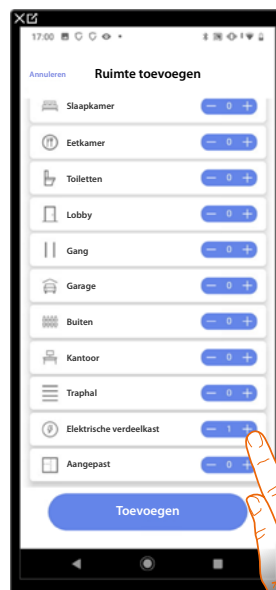 17:00
Annuleren Ruimte toevoegen
Slaapkamer 0
Eetkamer 0
Toiletten 0
Lobby 0
Gang 0
Garage 0
Buiten 0
Kantoor 0
Traphal 0
Elektrische verdeelkast 1
Aangepast 0
Toevoegen